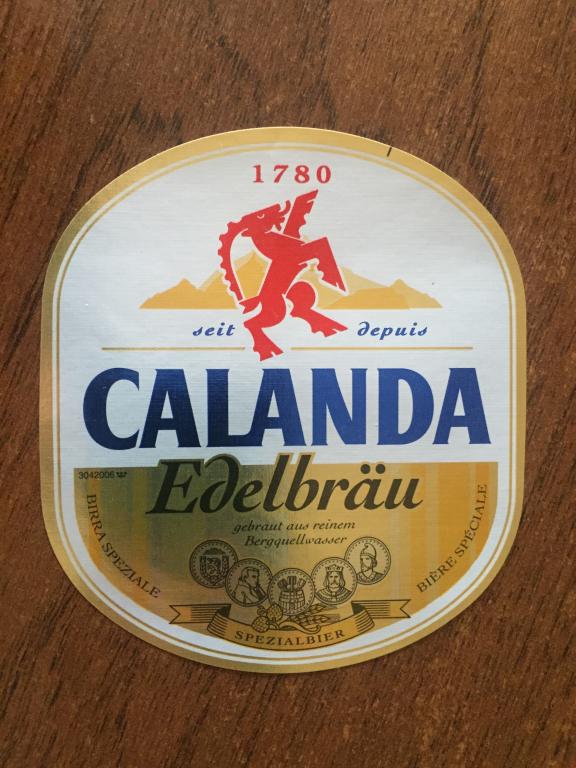 1780
seit depuis
CALANDA
Edelbräu
3042006
gebraut aus reinem
Bergquellwasser
BIRRA SPEZIALE
BIÈRE SPÉCIALE
SPEZIALBIER